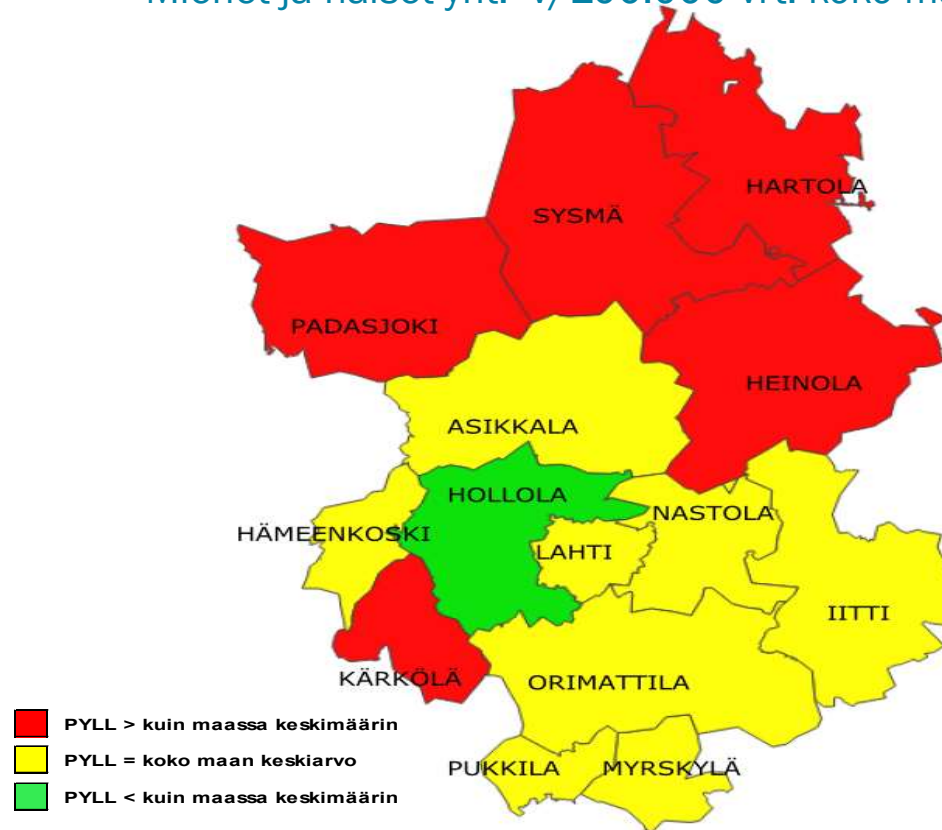 HARTOLA
SYSMÄ
PADASJOKI
HEINOLA
ASIKKALA
HOLLOLA
NASTOLA
HÄMEENKOSKI
LAHTI
IITTI
KÄRKÖLÄ
ORIMATTILA
PUKKILA
MYRSKYLÄ
PYLL > kuin maassa keskimäärin
PYLL = koko maan keskiarvo
PYLL < kuin maassa keskimäärin